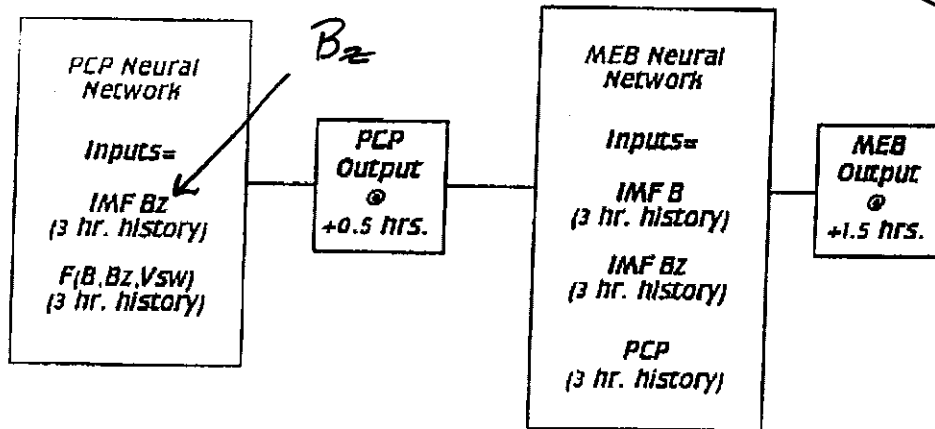 Bz
PCP Neural
Network
Inputs=
IMF Bz
(3 hr. history)
F(B,Bz,Vsw)
(3 hr. history)
PCP
Output
@
+0.5 hrs.
MEB Neural
Network
Inputs=
IMF B
(3 hr. history)
IMF Bz
(3 hr. history)
PCP
(3 hr. history)
MEB
Output
@
+1.5 hrs.